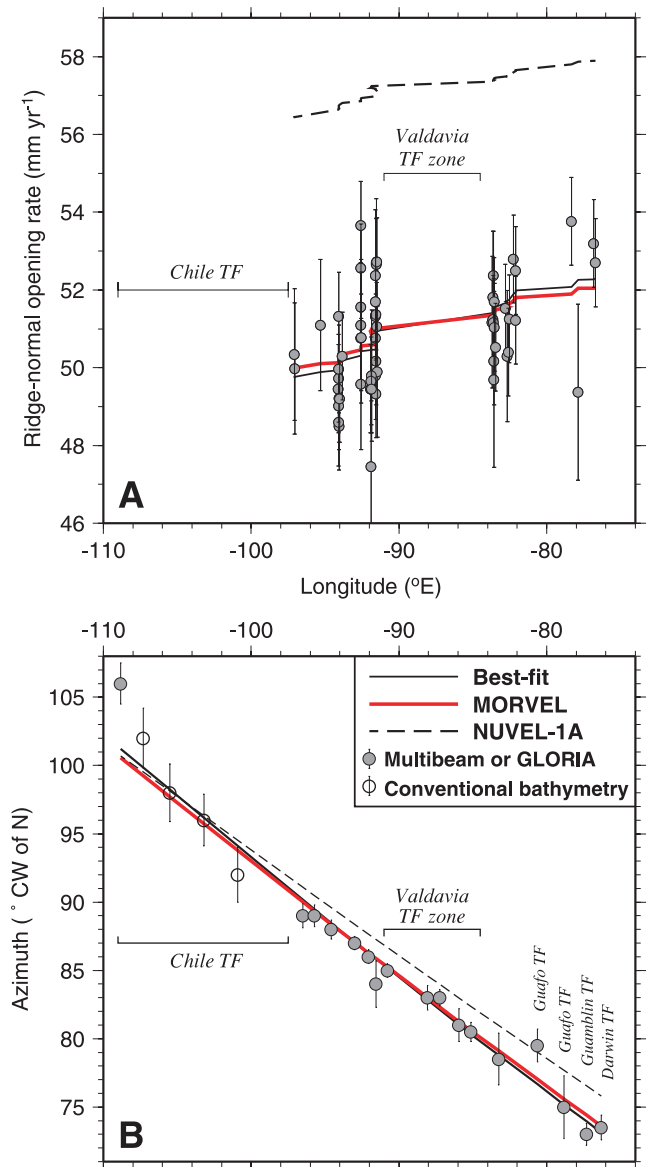 58
56
54
52
50
48
46
Ridge-normal opening rate (mm yr⁻¹)
Valdavia
TF zone
Chile TF
A
-110 -100 -90 -80
Longitude (°E)
-110 -100 -90 -80
105
100
95
90
85
80
75
Azimuth (° CW of N)
Best-fit
MORVEL
NUVEL-1A
Multibeam or GLORIA
Conventional bathymetry
Valdavia
TF zone
Chile TF
Guafo TF
Guafo TF
Guamblin TF
Darwin TF
B